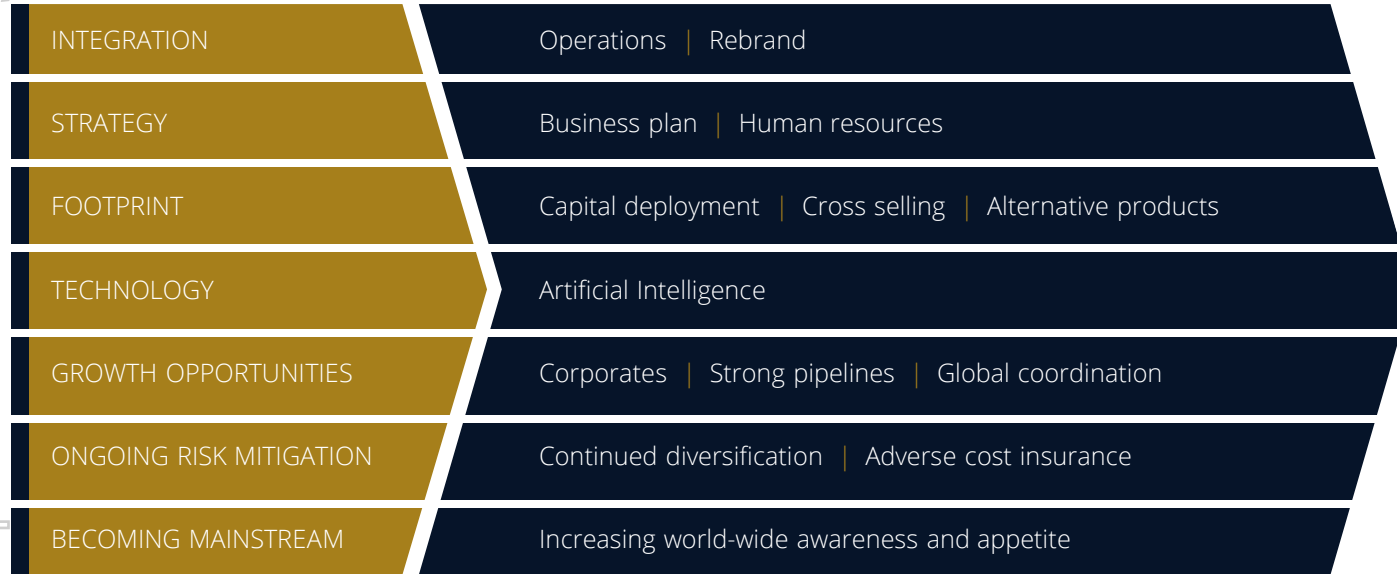 INTEGRATION Operations | Rebrand
STRATEGY Business plan | Human resources
FOOTPRINT Capital deployment | Cross selling | Alternative products
TECHNOLOGY Artificial Intelligence
GROWTH OPPORTUNITIES Corporates | Strong pipelines | Global coordination
ONGOING RISK MITIGATION Continued diversification | Adverse cost insurance
BECOMING MAINSTREAM Increasing world-wide awareness and appetite